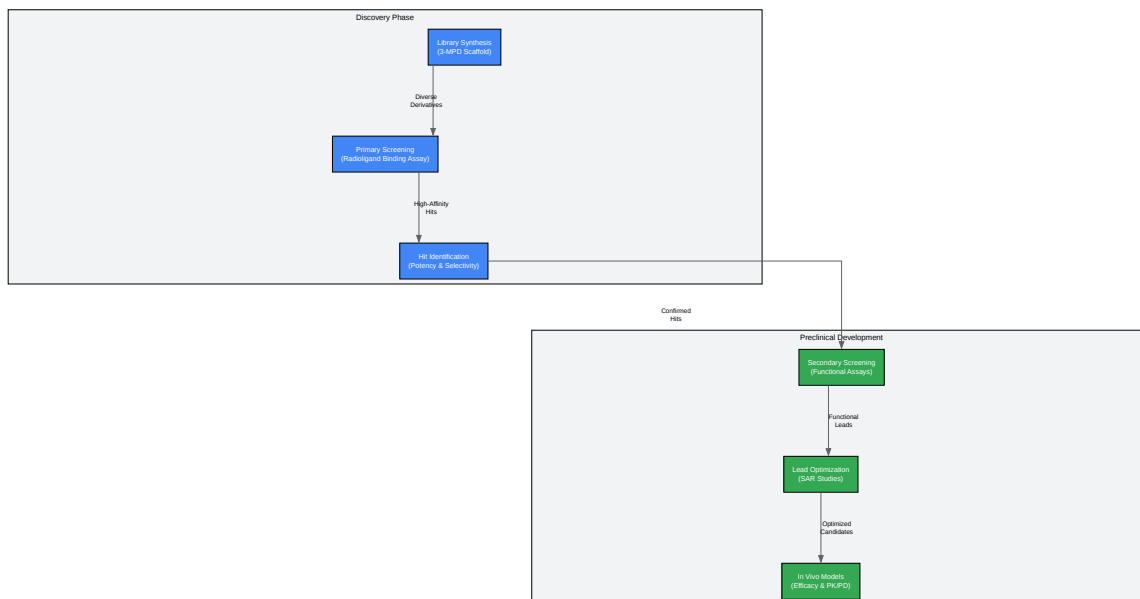 Discovery Phase
Library Synthesis
(3-MPD Scaffold)
Diverse
Derivatives
Primary Screening
(Radioligand Binding Assay)
High-Affinity
Hits
Hit Identification
(Potency & Selectivity)
Confirmed
Hits
Preclinical Development
Secondary Screening
(Functional Assays)
Functional
Leads
Lead Optimization
(SAR Studies)
Optimized
Candidates
In Vivo Models
(Efficacy & PK/PD)